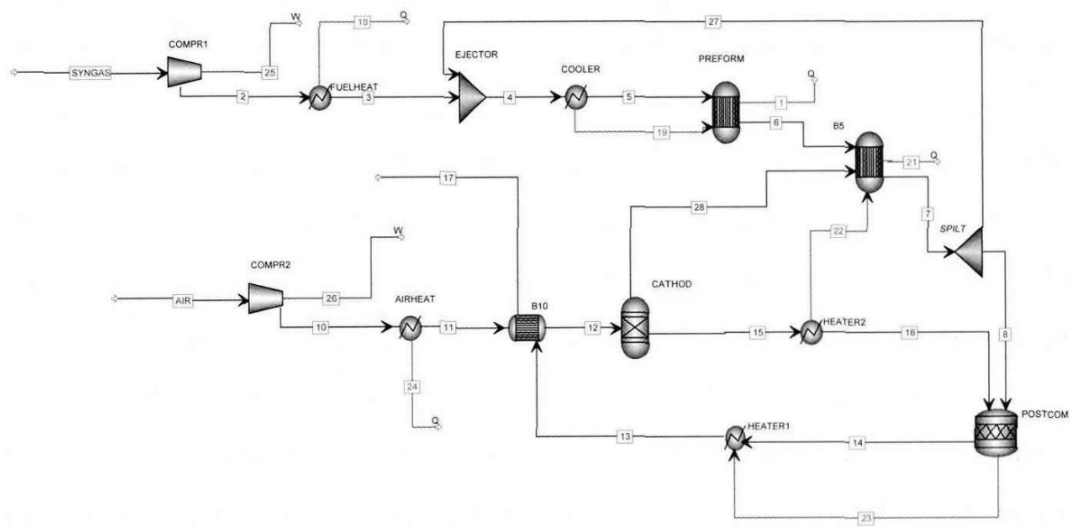 27
W
18
Q
COMPR1
EJECTOR
COOLER
PREFORM
SYNGAS
25
FUELHEAT
Q
2
3
4
5
1
6
B5
19
21
Q
17
28
7
SPILT
22
W
COMPR2
CATHOD
AIR
26
AIRHEAT
B10
10
11
12
15
HEATER2
16
8
24
POSTCOM
Q
13
HEATER1
14
23